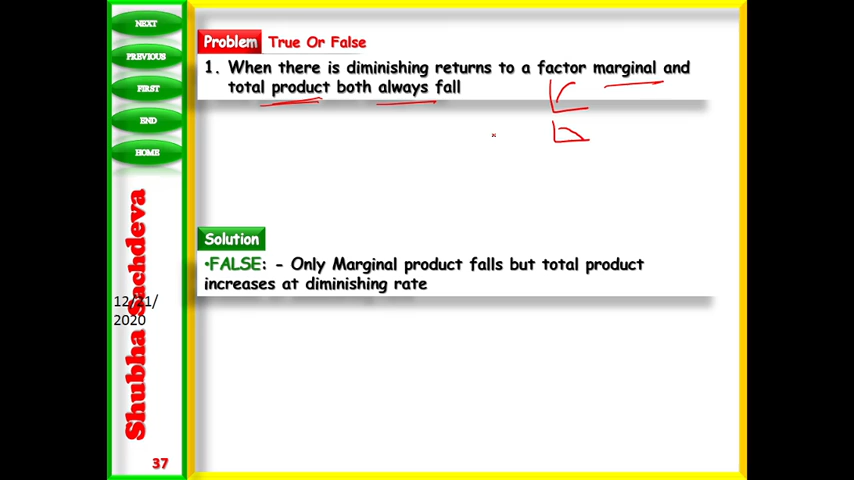 NEXT
PREVIOUS
FIRST
END
HOME
Shubha Sachdeva
12/21/
2020
37
Problem True Or False
1. When there is diminishing returns to a factor marginal and
total product both always fall
Solution
•FALSE: - Only Marginal product falls but total product
increases at diminishing rate